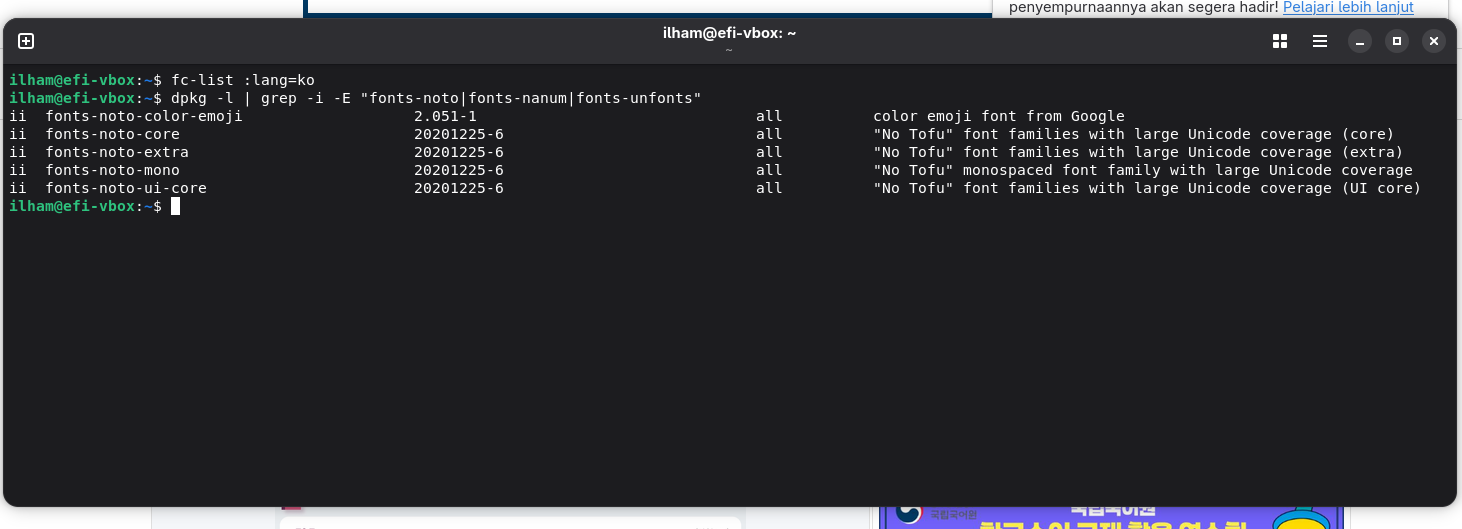 penyempurnaannya akan segera hadir! Pelajari lebih lanjut
ilham@efi-vbox: ~
~
ilham@efi-vbox:~$ fc-list :lang=ko
ilham@efi-vbox:~$ dpkg -l | grep -i -E "fonts-noto|fonts-nanum|fonts-unfonts"
ii  fonts-noto-color-emoji                   2.051-1                               all          color emoji font from Google
ii  fonts-noto-core                          20201225-6                            all          "No Tofu" font families with large Unicode coverage (core)
ii  fonts-noto-extra                         20201225-6                            all          "No Tofu" font families with large Unicode coverage (extra)
ii  fonts-noto-mono                          20201225-6                            all          "No Tofu" monospaced font family with large Unicode coverage
ii  fonts-noto-ui-core                       20201225-6                            all          "No Tofu" font families with large Unicode coverage (UI core)
ilham@efi-vbox:~$
국립국어원
국립국어원